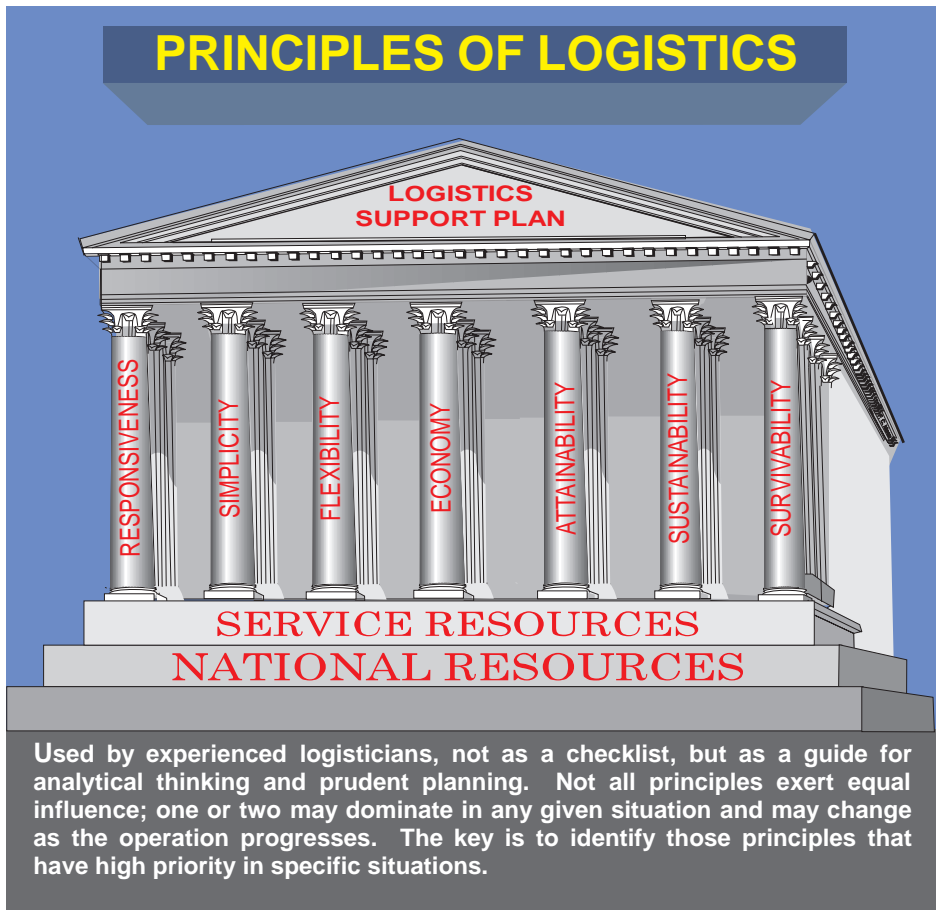 PRINCIPLES OF LOGISTICS
LOGISTICS
SUPPORT PLAN
RESPONSIVENESS
SIMPLICITY
FLEXIBILITY
ECONOMY
ATTAINABILITY
SUSTAINABILITY
SURVIVABILITY
SERVICE RESOURCES
NATIONAL RESOURCES
Used by experienced logisticians, not as a checklist, but as a guide for
analytical thinking and prudent planning. Not all principles exert equal
influence; one or two may dominate in any given situation and may change
as the operation progresses. The key is to identify those principles that
have high priority in specific situations.